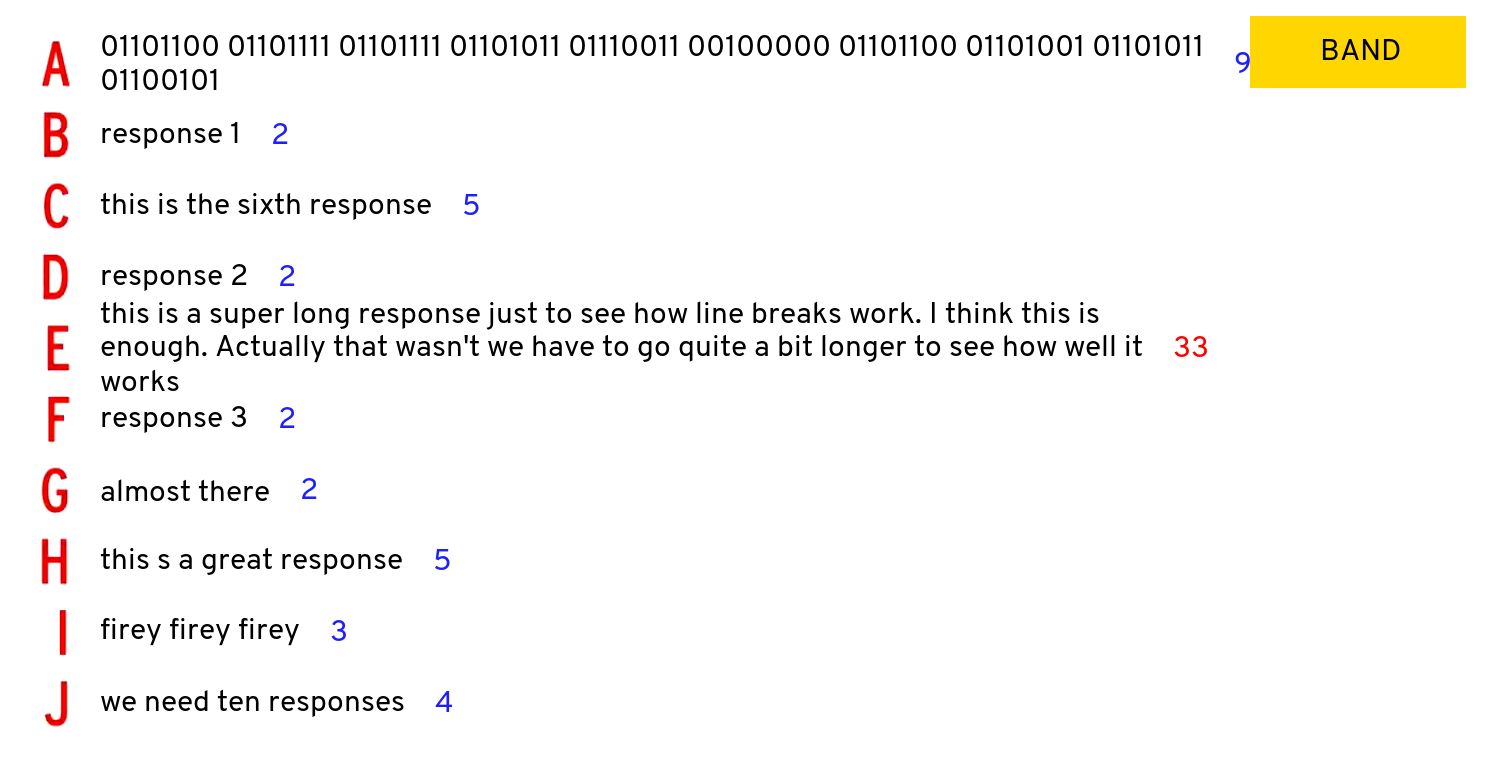 A 01101100 01101111 01101111 01101011 01110011 00100000 01101100 01101001 01101011 9 BAND
01100101
B response 1 2
C this is the sixth response 5
D response 2 2
this is a super long response just to see how line breaks work. I think this is
E enough. Actually that wasn't we have to go quite a bit longer to see how well it 33
works
F response 3 2
G almost there 2
H this s a great response 5
I firey firey firey 3
J we need ten responses 4